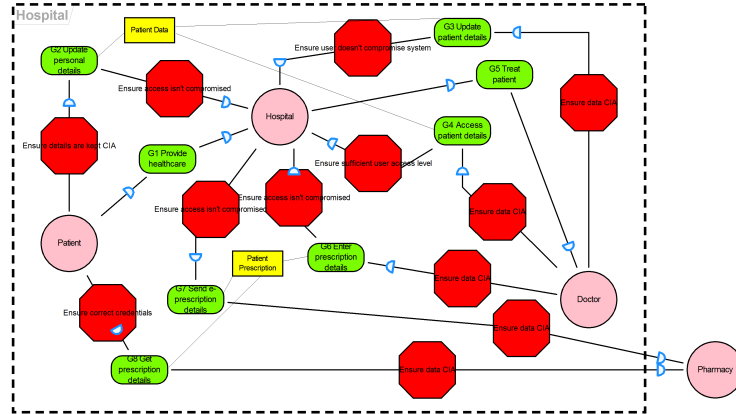 Hospital
Patient Data
G3 Update
patient details
G2 Update
personal
details
Ensure user doesn't compromise system
G5 Treat
patient
Ensure access isn't compromised
Ensure data CIA
Hospital
G4 Access
patient details
Ensure details are kept CIA
G1 Provide
healthcare
Ensure sufficient user access level
Ensure access isn't compromised
Ensure access isn't compromised
Ensure data CIA
Patient
G6 Enter
prescription
details
Patient
Prescription
Ensure data CIA
G7 Send e-
prescription
details
Doctor
Ensure correct credentials
Ensure data CIA
G8 Get
prescription
details
Ensure data CIA
Pharmacy